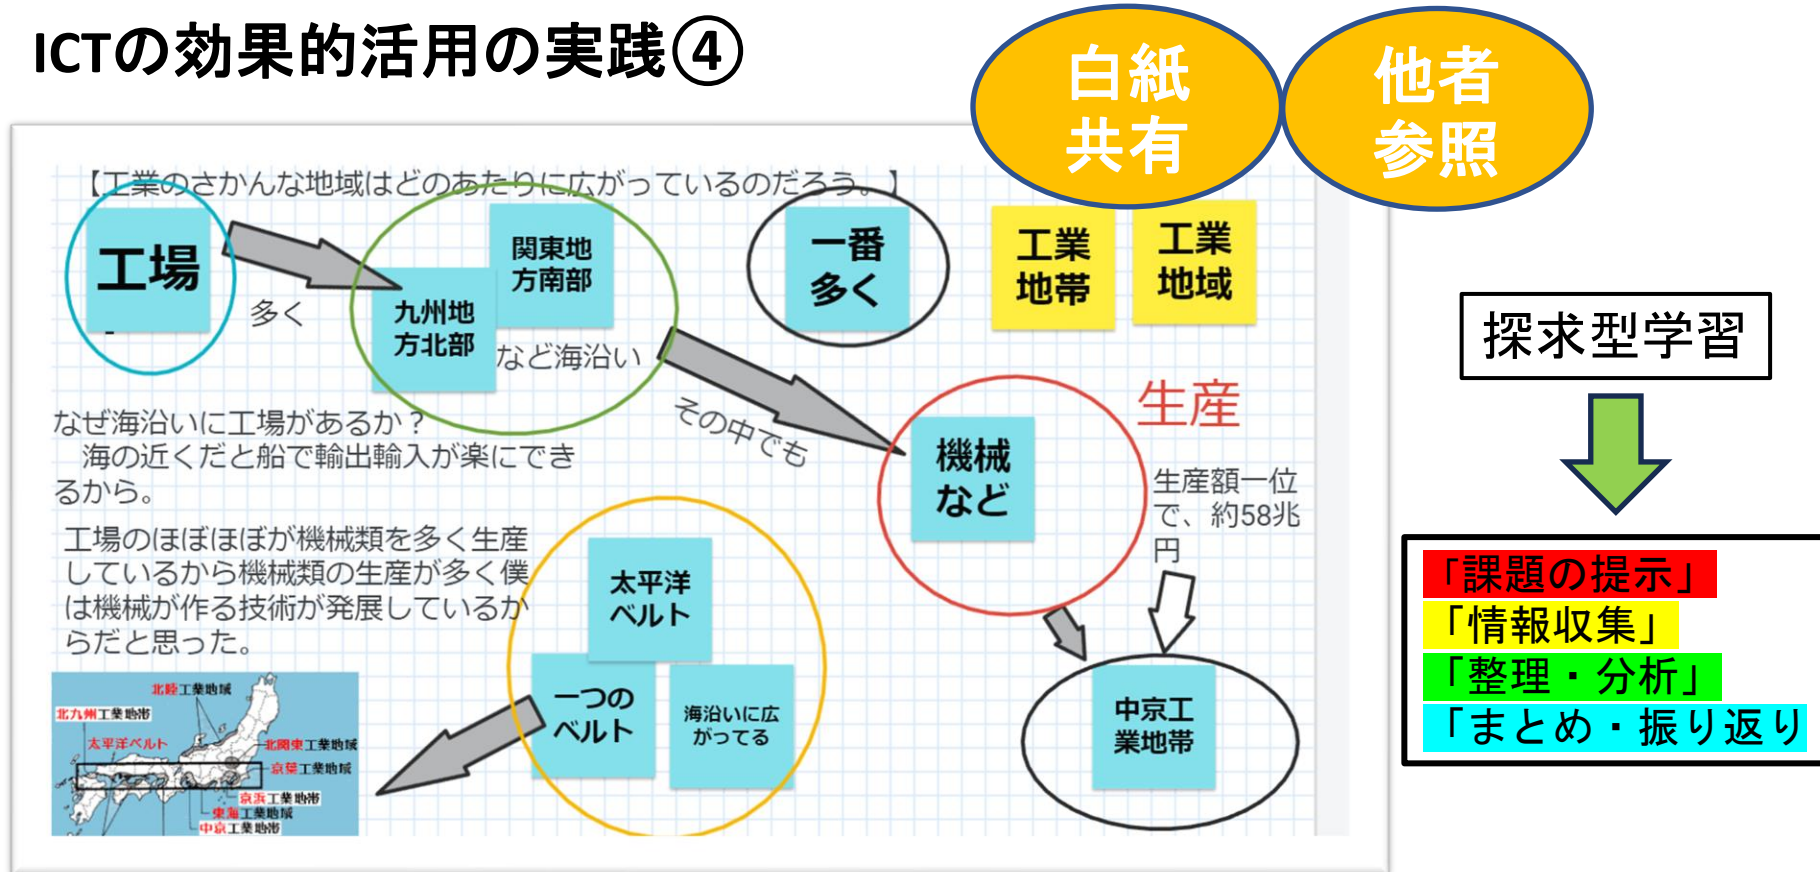 ICTの効果的活用の実践④
白紙
共有
他者
参照
【工業のさかんな地域はどのあたりに広がっているのだろう。】
工場
多く
関東地
方南部
九州地
方北部
など海沿い
一番
多く
工業
地帯
工業
地域
その中でも
機械
など
生産
生産額一位
で、約58兆
円
中京工
業地帯
なぜ海沿いに工場があるか？
海の近くだと船で輸出輸入が楽にでき
るから。
工場のほぼほぼが機械類を多く生産
しているから機械類の生産が多く僕
は機械が作る技術が発展しているか
らだと思った。
太平洋
ベルト
一つの
ベルト
海沿いに広
がってる
北陸工業地域
北九州工業地帯
太平洋ベルト
北関東工業地域
京葉工業地域
京浜工業地帯
東海工業地域
中京工業地帯
探求型学習
「課題の提示」
「情報収集」
「整理・分析」
「まとめ・振り返り